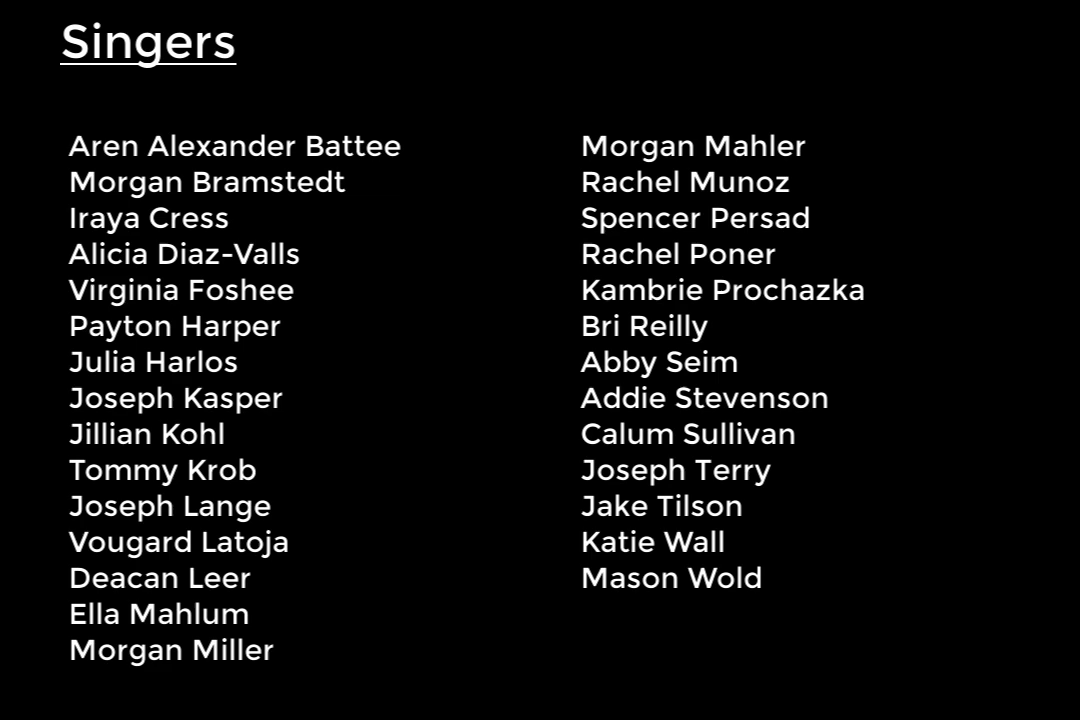 Singers
Aren Alexander Battee
Morgan Bramstedt
Iraya Cress
Alicia Diaz-Valls
Virginia Foshee
Payton Harper
Julia Harlos
Joseph Kasper
Jillian Kohl
Tommy Krob
Joseph Lange
Vougard Latoja
Deacan Leer
Ella Mahlum
Morgan Miller
Morgan Mahler
Rachel Munoz
Spencer Persad
Rachel Poner
Kambrie Prochazka
Bri Reilly
Abby Seim
Addie Stevenson
Calum Sullivan
Joseph Terry
Jake Tilson
Katie Wall
Mason Wold